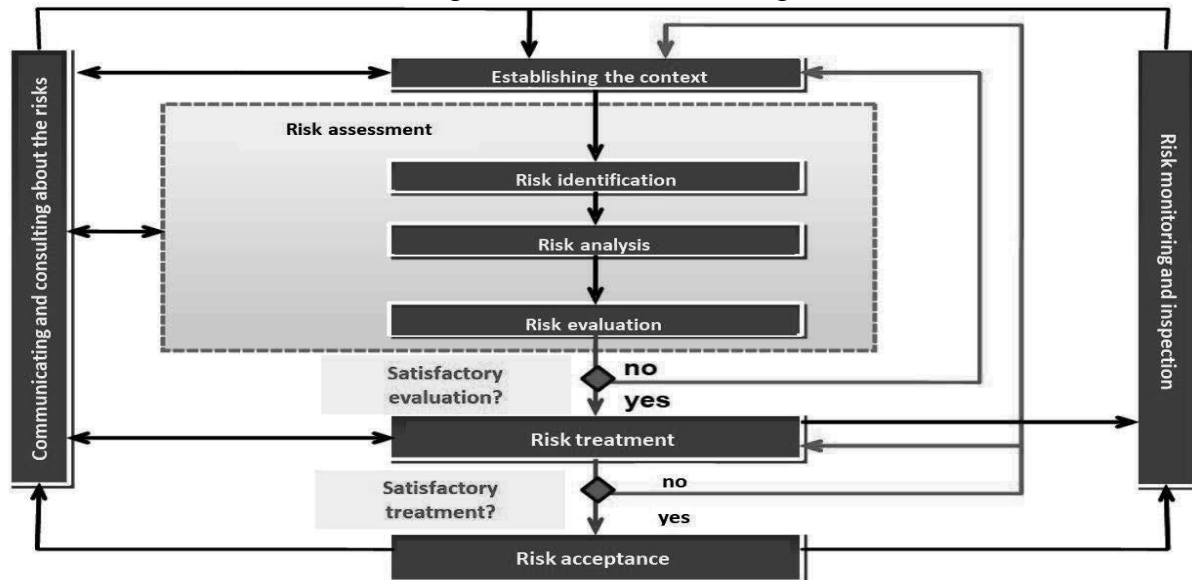 Establishing the context
Risk assessment
Risk identification
Risk analysis
Risk evaluation
Satisfactory
evaluation?
no
yes
Risk treatment
Satisfactory
treatment?
no
yes
Risk acceptance
Communicating and consulting about the risks
Risk monitoring and inspection